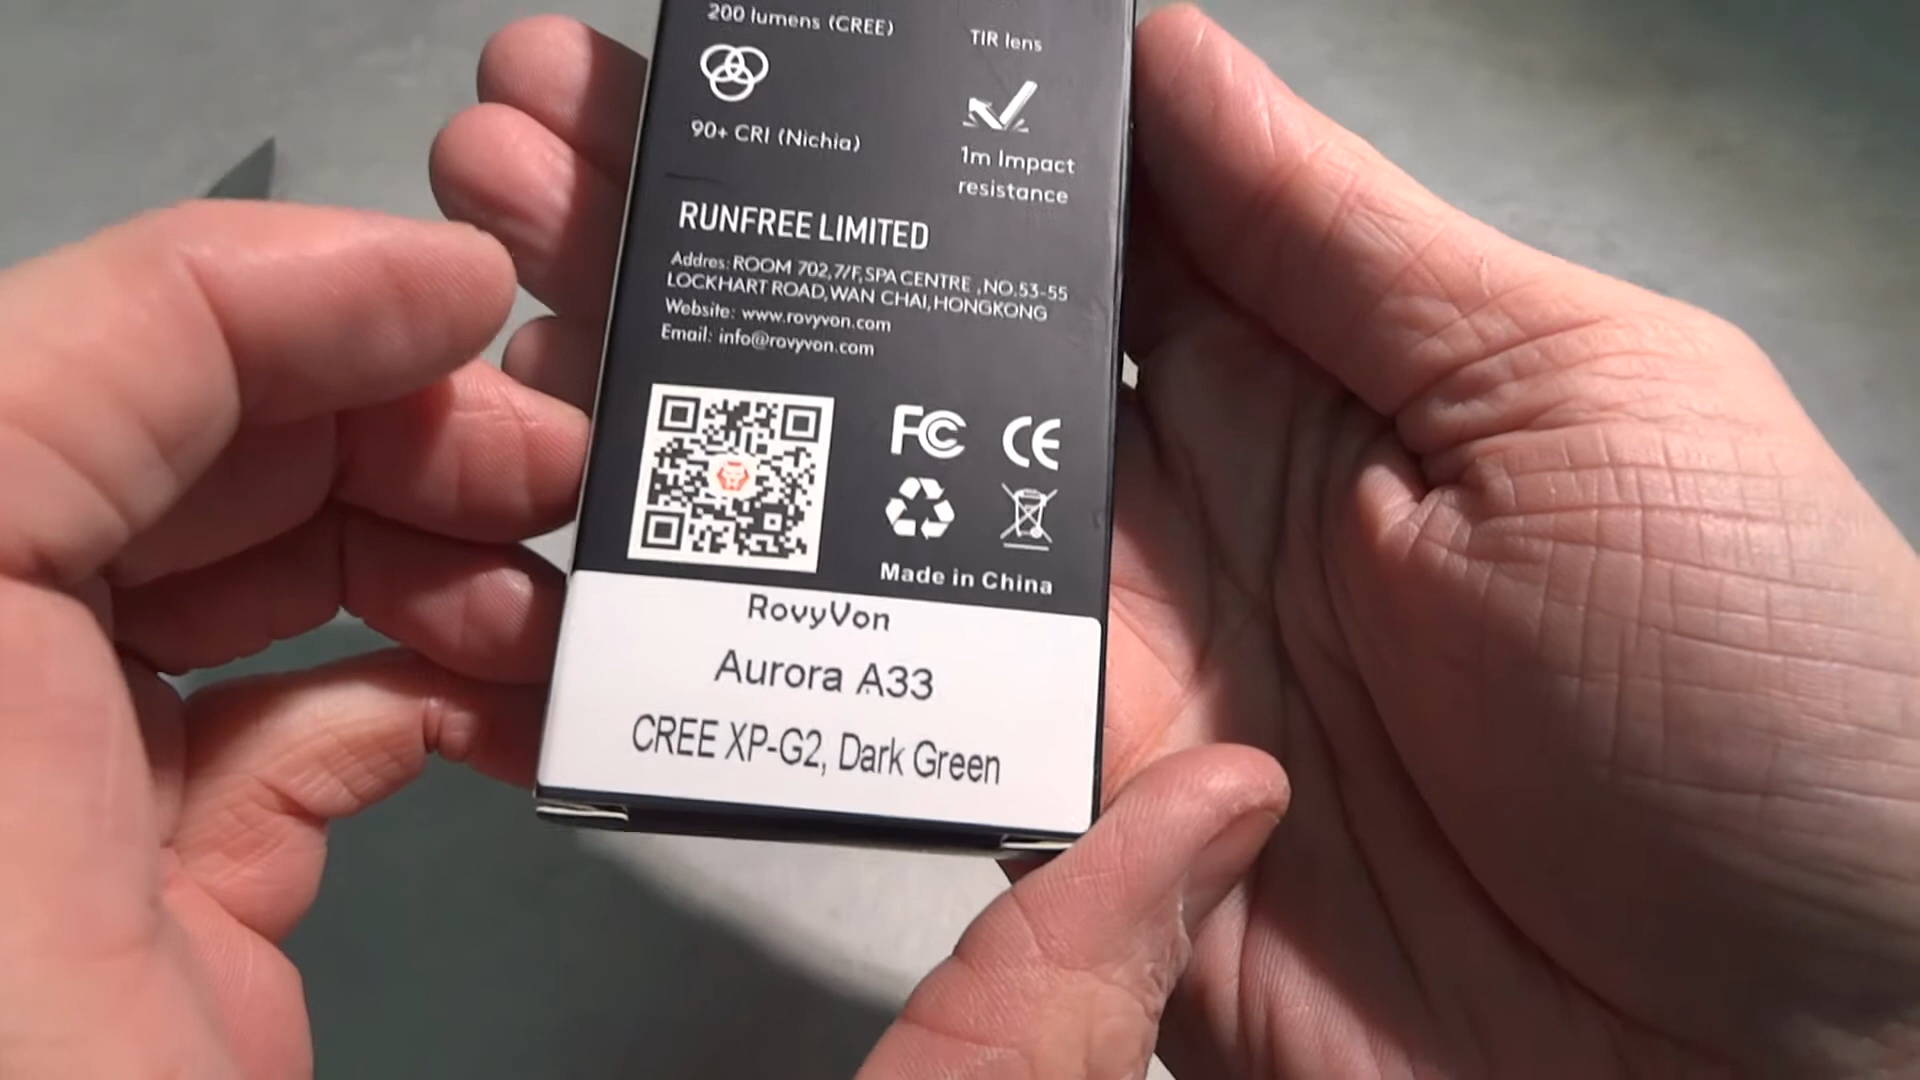 200 lumens (CREE)
TIR lens
90+ CRI (Nichia)
1m Impact
resistance
RUNFREE LIMITED
Addres: ROOM 702,7/F,SPA CENTRE ,NO.53-55
LOCKHART ROAD,WAN CHAI,HONGKONG
Website: www.rovyvon.com
Email: info@rovyvon.com
FC CE
Made in China
RovyVon
Aurora A33
CREE XP-G2, Dark Green